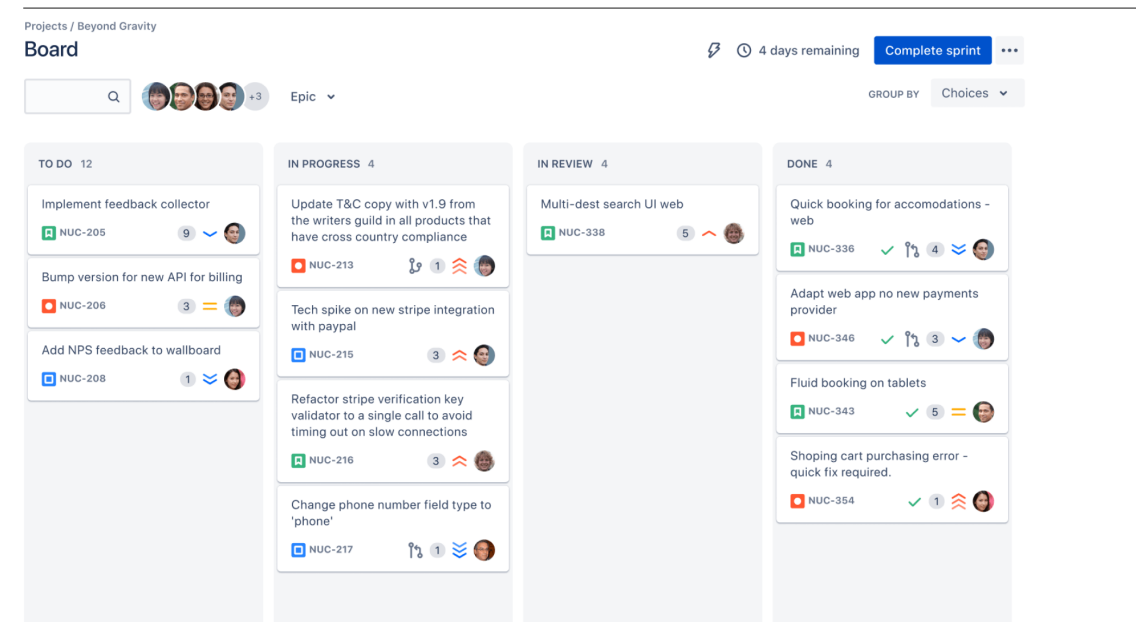 Projects / Beyond Gravity
Board
4 days remaining
Complete sprint
+3
Epic
GROUP BY
Choices
TO DO 12
Implement feedback collector
NUC-205
9
Bump version for new API for billing
NUC-206
3
Add NPS feedback to wallboard
NUC-208
1
IN PROGRESS 4
Update T&C copy with v1.9 from
the writers guild in all products that
have cross country compliance
NUC-213
1
Tech spike on new stripe integration
with paypal
NUC-215
3
Refactor stripe verification key
validator to a single call to avoid
timing out on slow connections
NUC-216
3
Change phone number field type to
'phone'
NUC-217
1
IN REVIEW 4
Multi-dest search UI web
NUC-338
5
DONE 4
Quick booking for accomodations -
web
NUC-336
4
Adapt web app no new payments
provider
NUC-346
3
Fluid booking on tablets
NUC-343
5
Shoping cart purchasing error -
quick fix required.
NUC-354
1